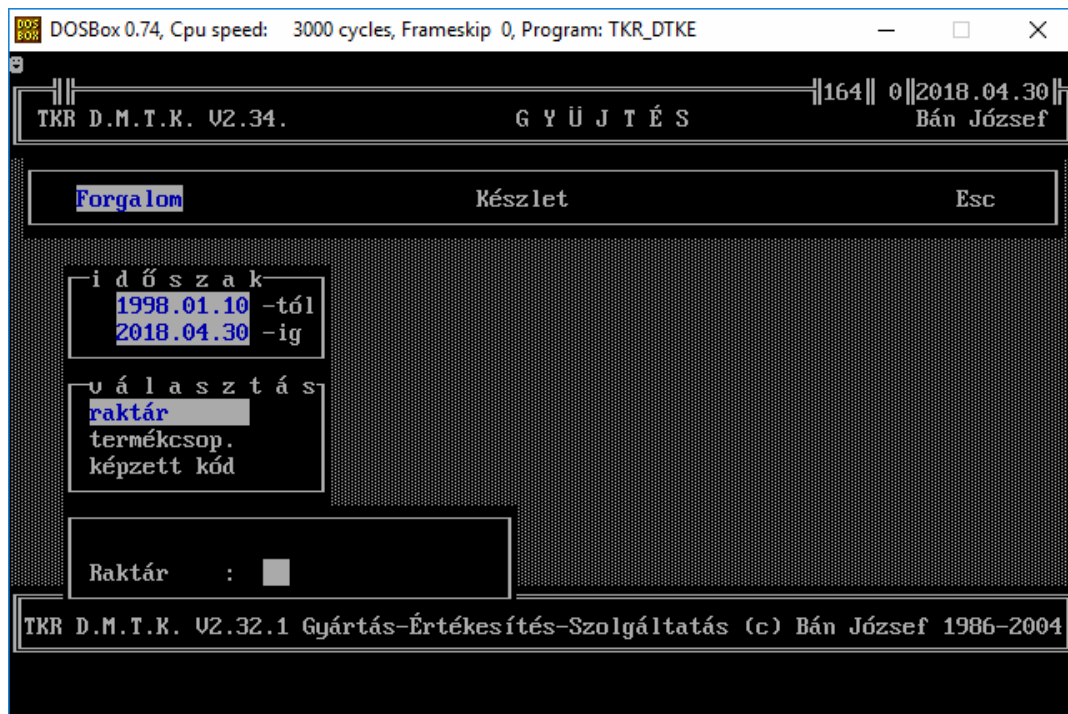 DOSBox 0.74, Cpu speed: 3000 cycles, Frameskip 0, Program: TKR_DTKE
164 0 2018.04.30
TKR D.M.T.K. V2.34. G Y Ü J T É S Bán József
Forgalom Készlet Esc
i d ő s z a k
1998.01.10 -tól
2018.04.30 -ig
v á l a s z t á s
raktár
termékcsop.
képzett kód
Raktár :
TKR D.M.T.K. V2.32.1 Gyártás-Értékesítés-Szolgáltatás (c) Bán József 1986-2004